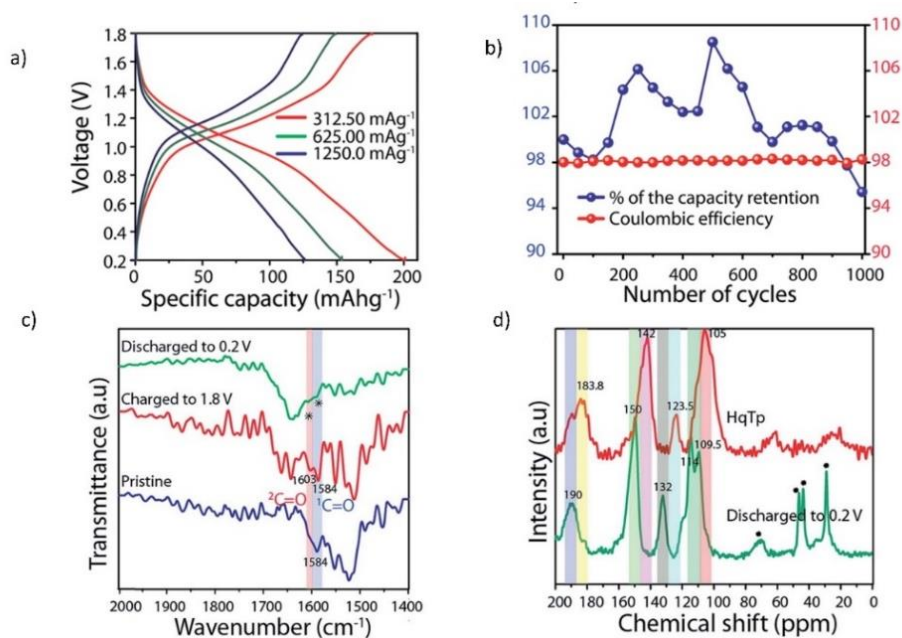 a)
1.8
1.6
1.4
1.2
1.0
0.8
0.6
0.4
0.2
Voltage (V)
312.50 mAg⁻¹
625.00 mAg⁻¹
1250.0 mAg⁻¹
0 50 100 150 200
Specific capacity (mAhg⁻¹)
b)
110
106
102
98
94
90
110
106
102
98
94
90
% of the capacity retention
Coulombic efficiency
0 200 400 600 800 1000
Number of cycles
c)
Transmittance (a.u)
Discharged to 0.2 V
*
*
Charged to 1.8 V
1603
1584
²C=O
¹C=O
Pristine
1584
2000 1900 1800 1700 1600 1500 1400
Wavenumber (cm⁻¹)
d)
Intensity (a.u)
142
105
183.8
150
123.5
HqTp
109.5
114
190
132
Discharged to 0.2 V
200 180 160 140 120 100 80 60 40 20 0
Chemical shift (ppm)